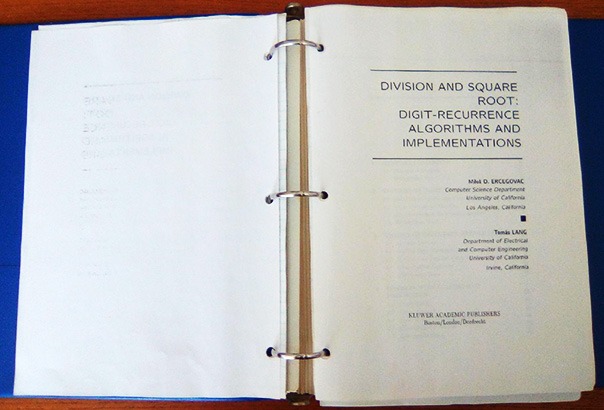 DIVISION AND SQUARE
ROOT:
DIGIT-RECURRENCE
ALGORITHMS AND
IMPLEMENTATIONS
Miloš D. ERCEGOVAC
Computer Science Department
University of California
Los Angeles, California
Tomás LANG
Department of Electrical
and Computer Engineering
University of California
Irvine, California
KLUWER ACADEMIC PUBLISHERS
Boston/London/Dordrecht